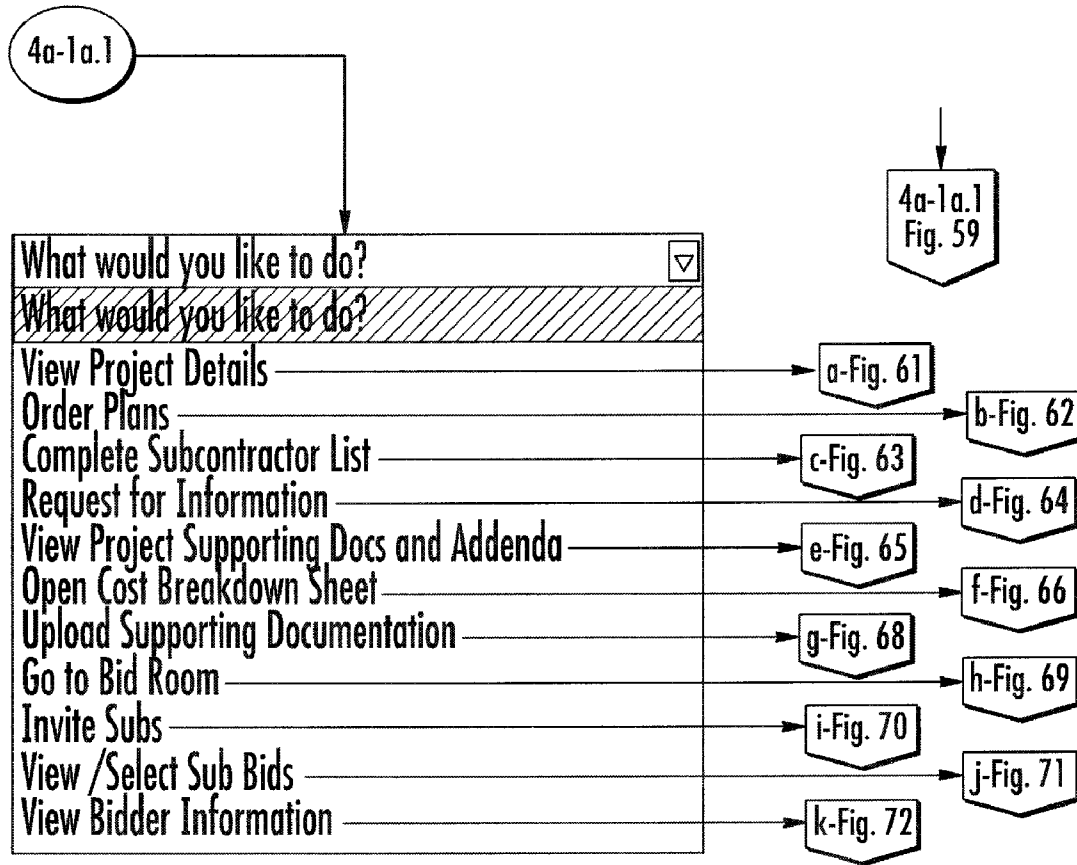 4a-1a.1
4a-1a.1
Fig. 59
What would you like to do?
What would you like to do?
View Project Details
a-Fig. 61
Order Plans
b-Fig. 62
Complete Subcontractor List
c-Fig. 63
Request for Information
d-Fig. 64
View Project Supporting Docs and Addenda
e-Fig. 65
Open Cost Breakdown Sheet
f-Fig. 66
Upload Supporting Documentation
g-Fig. 68
Go to Bid Room
h-Fig. 69
Invite Subs
i-Fig. 70
View /Select Sub Bids
j-Fig. 71
View Bidder Information
k-Fig. 72